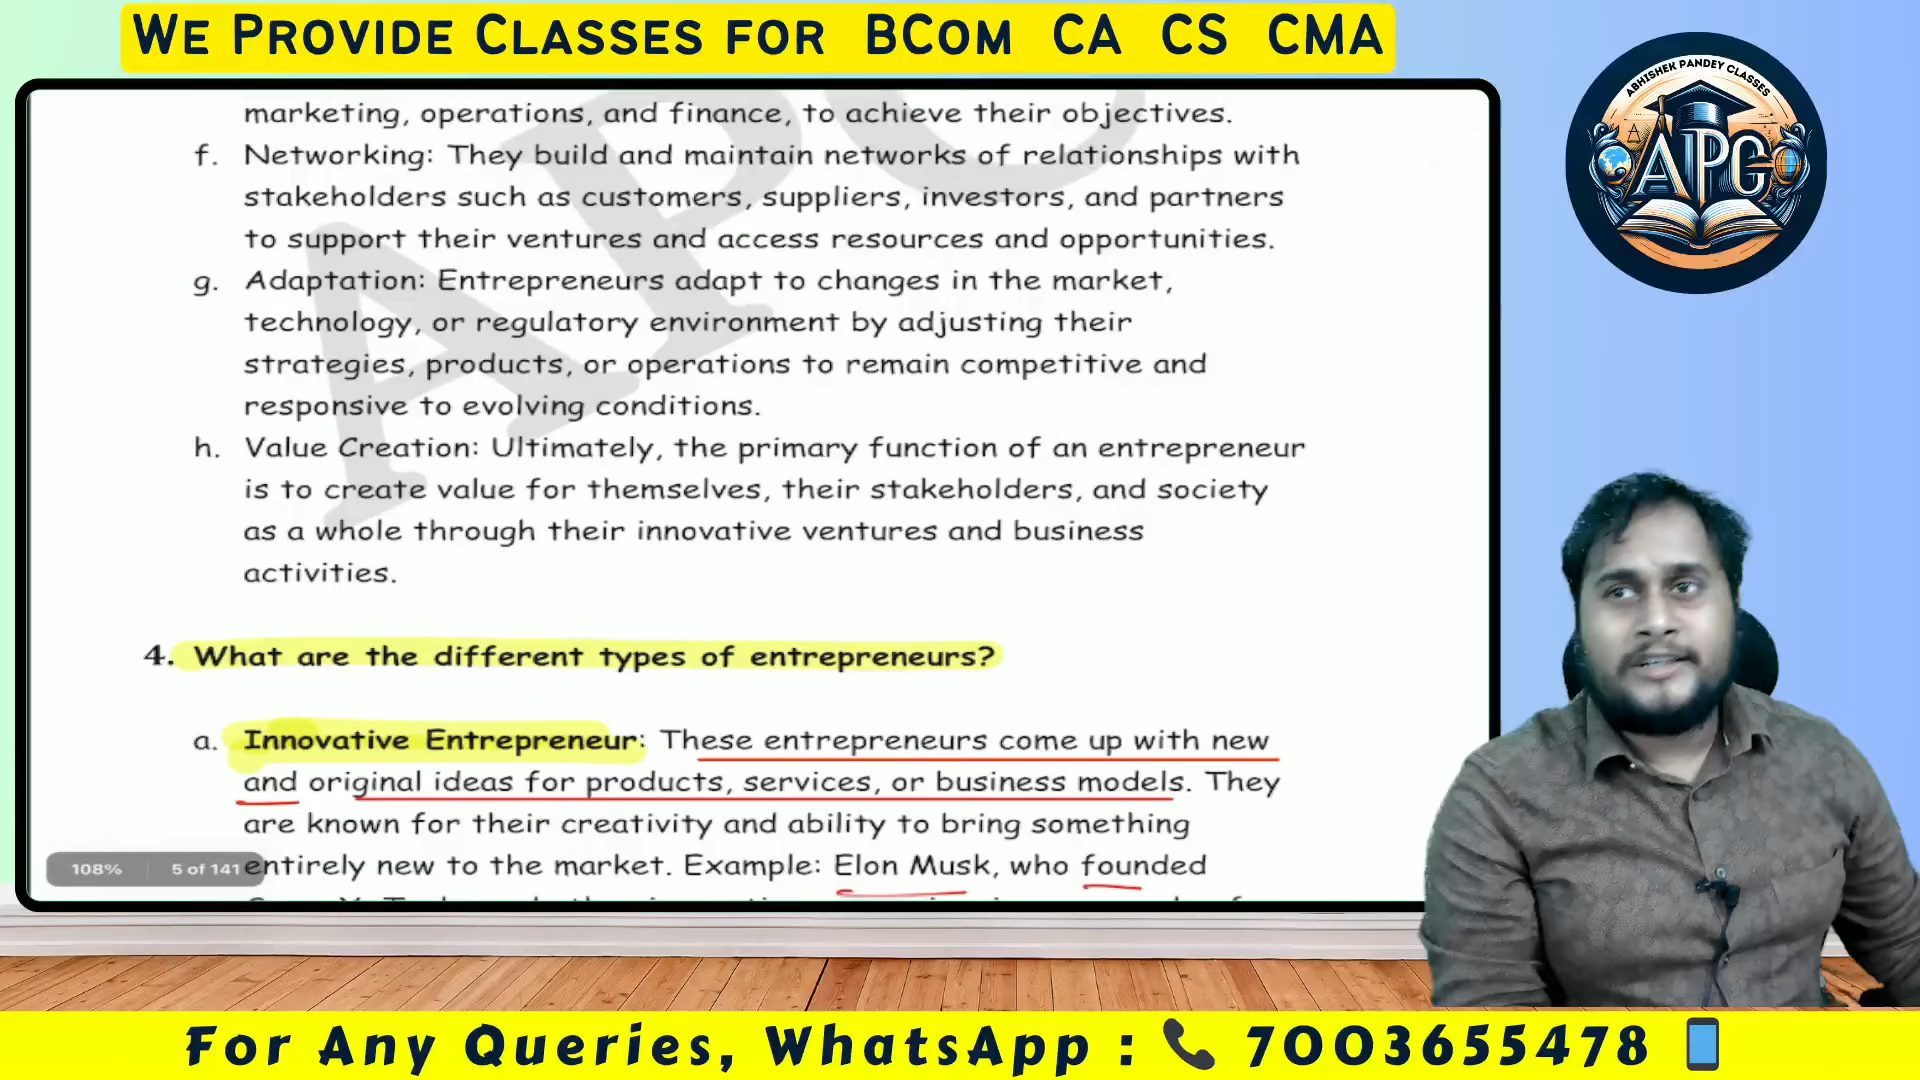 WE PROVIDE CLASSES FOR BCOM CA CS CMA
ABHISHEK PANDEY CLASSES
APC
marketing, operations, and finance, to achieve their objectives.
f. Networking: They build and maintain networks of relationships with
stakeholders such as customers, suppliers, investors, and partners
to support their ventures and access resources and opportunities.
g. Adaptation: Entrepreneurs adapt to changes in the market,
technology, or regulatory environment by adjusting their
strategies, products, or operations to remain competitive and
responsive to evolving conditions.
h. Value Creation: Ultimately, the primary function of an entrepreneur
is to create value for themselves, their stakeholders, and society
as a whole through their innovative ventures and business
activities.
4. What are the different types of entrepreneurs?
a. Innovative Entrepreneur: These entrepreneurs come up with new
and original ideas for products, services, or business models. They
are known for their creativity and ability to bring something
entirely new to the market. Example: Elon Musk, who founded
108% 5 of 141
For Any Queries, WhatsApp : 7003655478